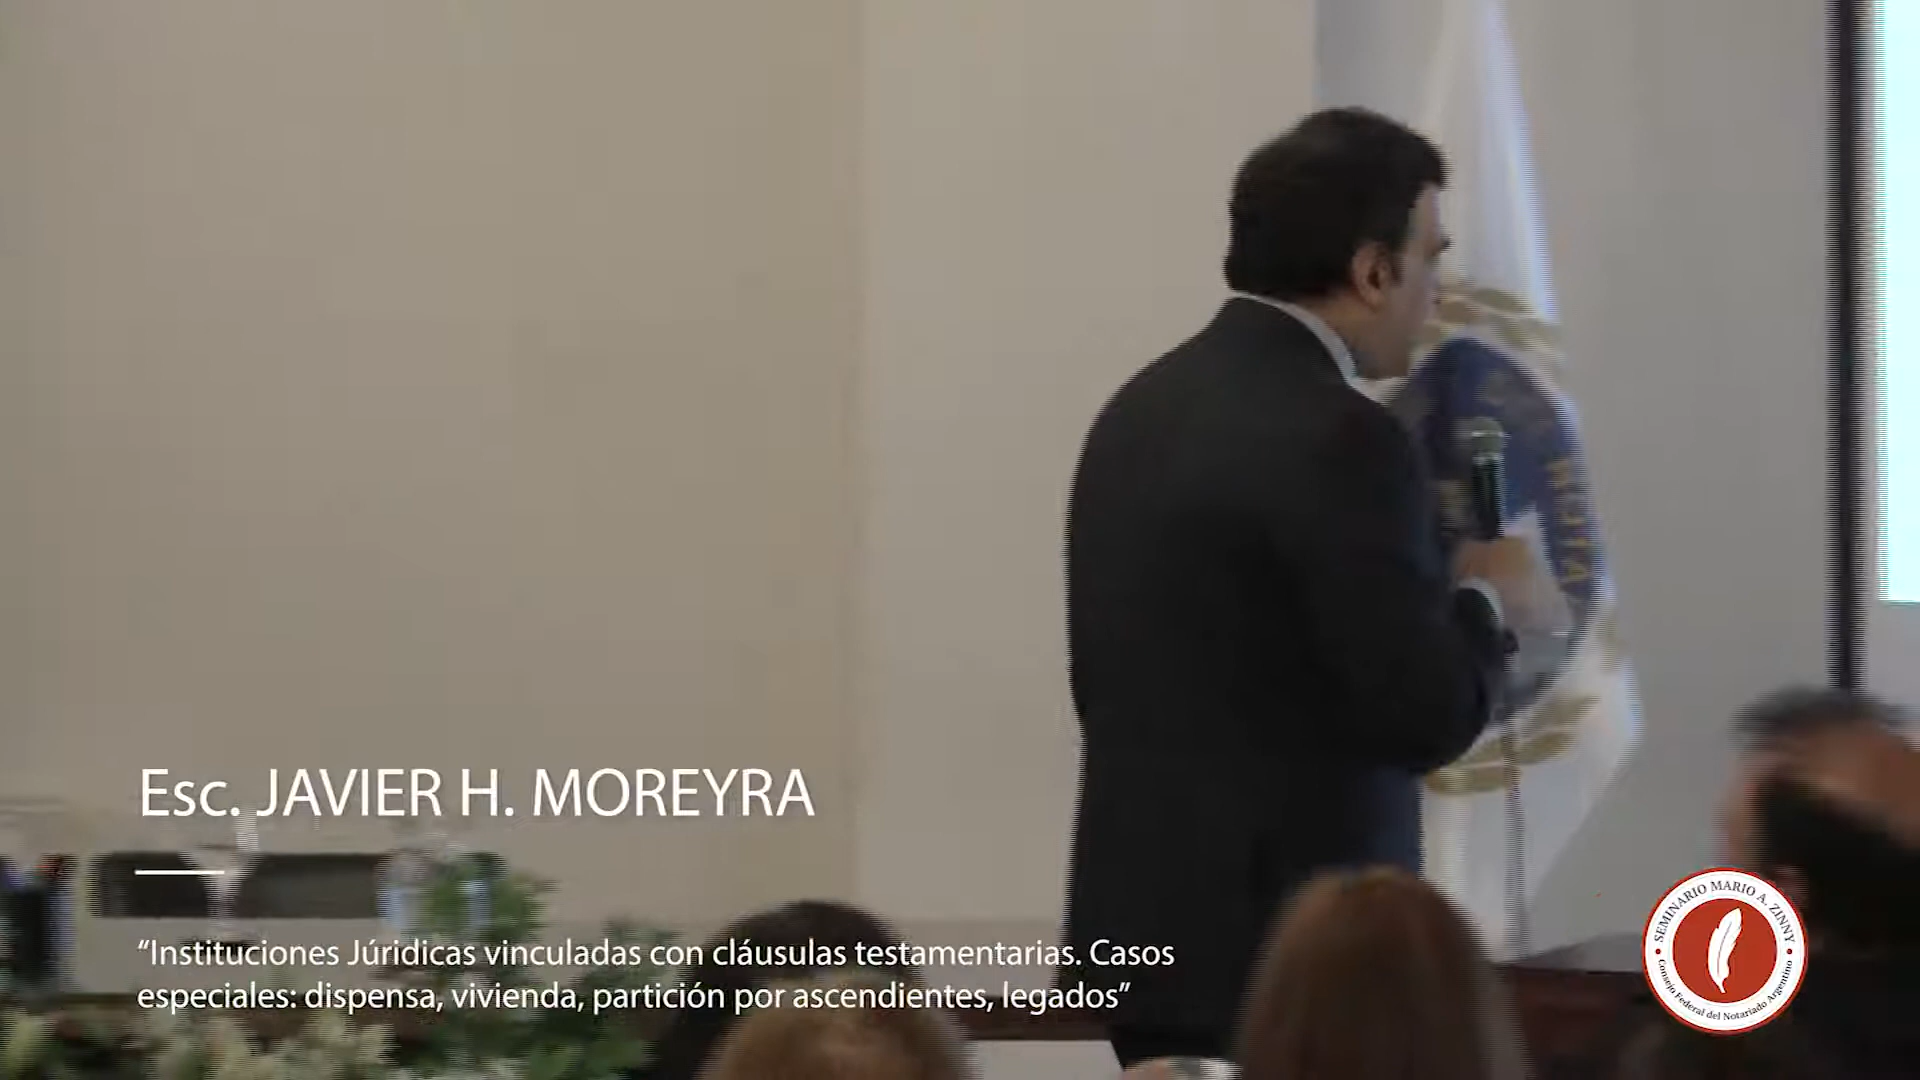 Esc. JAVIER H. MOREYRA
“Instituciones Júridicas vinculadas con cláusulas testamentarias. Casos
especiales: dispensa, vivienda, partición por ascendientes, legados”
SEMINARIO MARIO A. ZINNY
Consejo Federal del Notariado Argentino